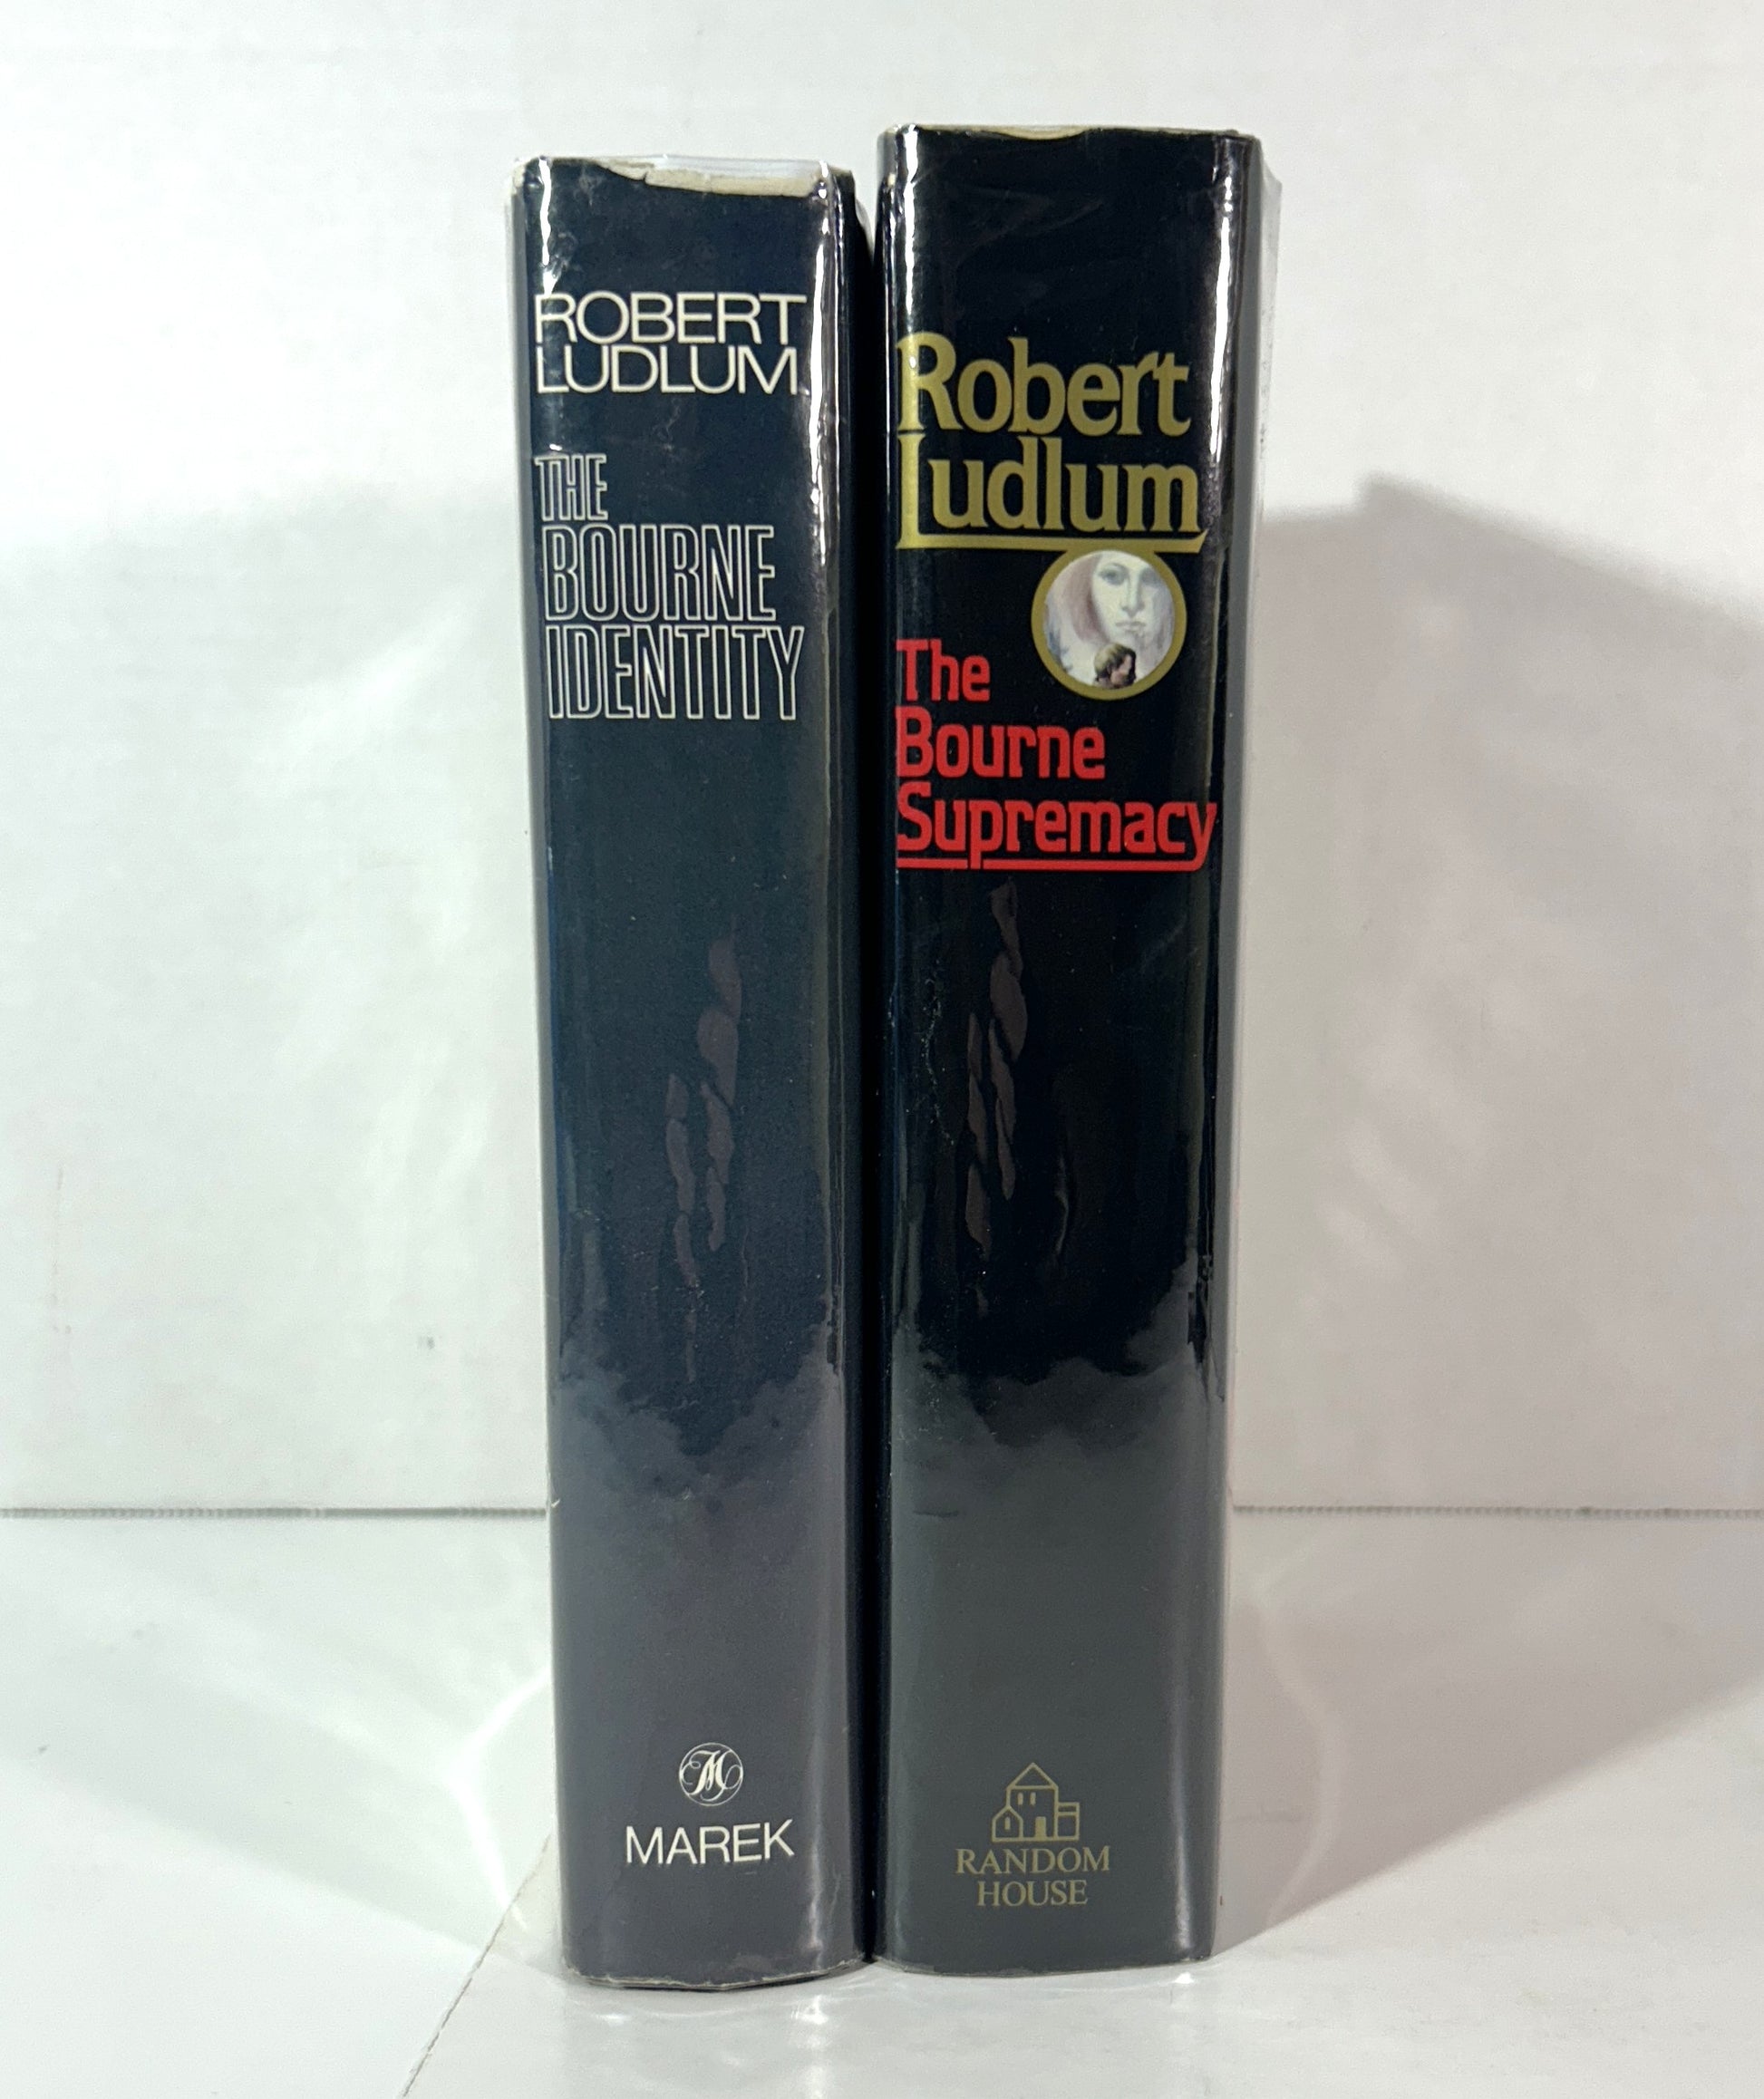 ROBERT
LUDLUM
THE
BOURNE
IDENTITY
M
MAREK
Robert
Ludlum
The
Bourne
Supremacy
RANDOM
HOUSE